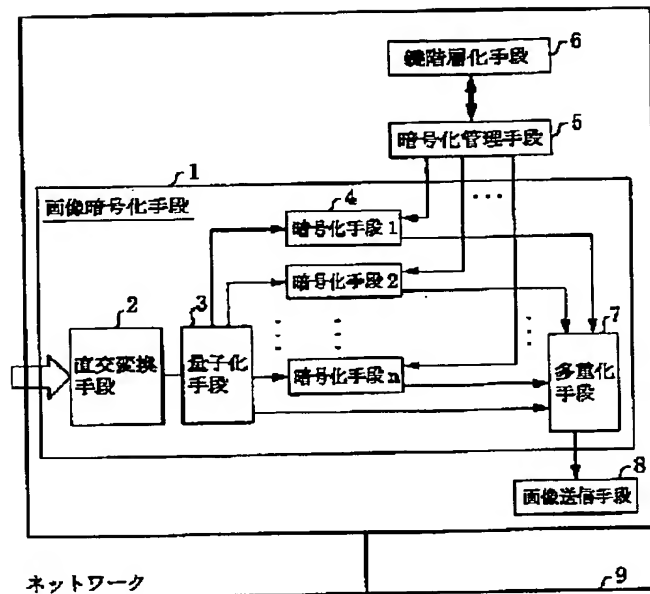 6
鍵階層化手段
5
暗号化管理手段
1
画像暗号化手段
4
暗号化手段1
暗号化手段2
2
3
7
直交変換
手段
量子化
手段
暗号化手段n
多重化
手段
8
画像送信手段
ネットワーク
9